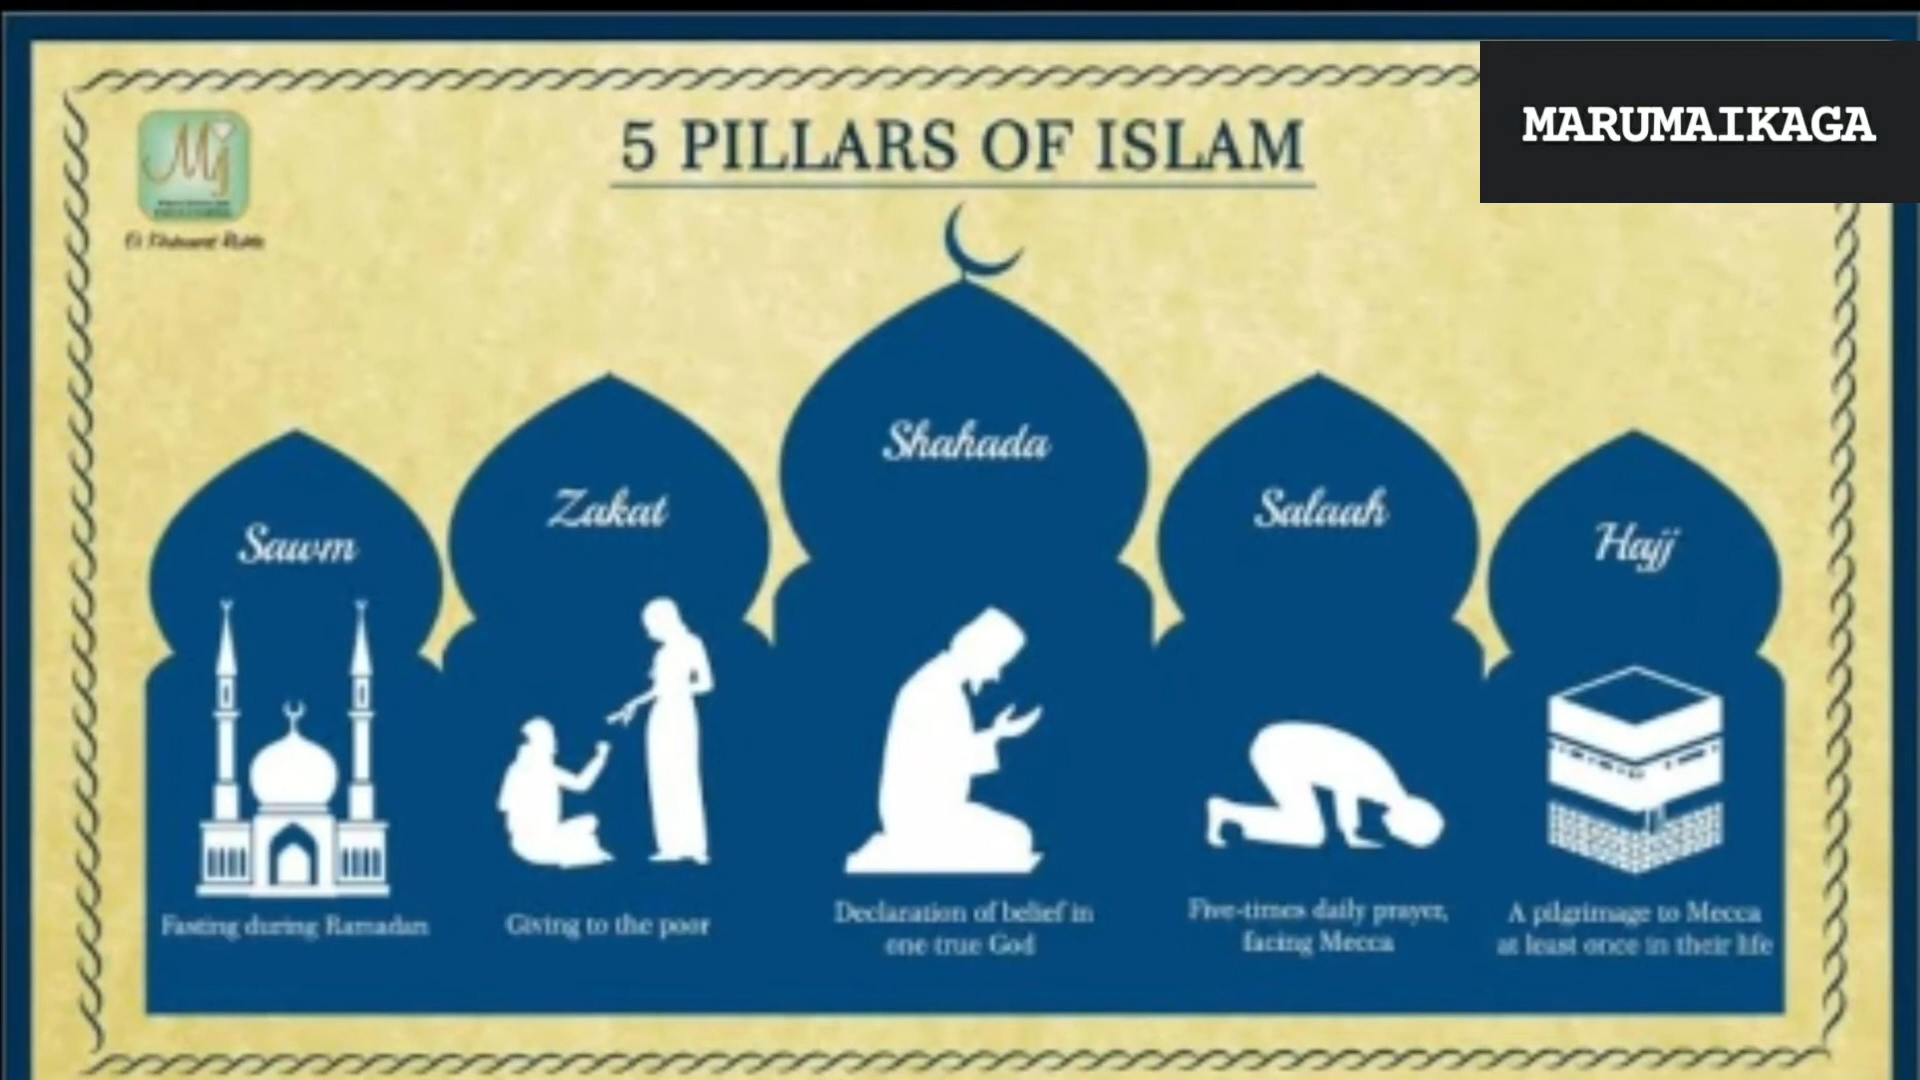 5 PILLARS OF ISLAM
MARUMAIKAGA
Mj
Shahada
Zakat
Salaah
Sawm
Hajj
Fasting during Ramadan
Giving to the poor
Declaration of belief in
one true God
Five-times daily prayer,
facing Mecca
A pilgrimage to Mecca
at least once in their life